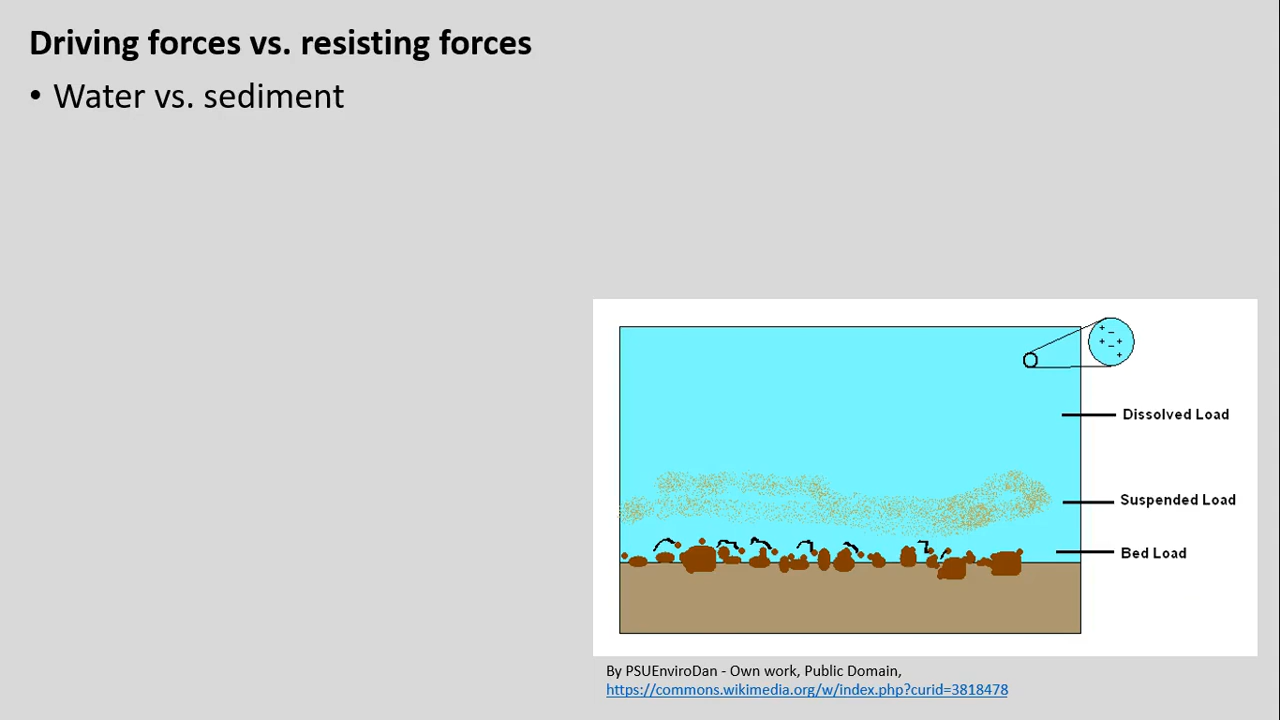 Driving forces vs. resisting forces
• Water vs. sediment
Dissolved Load
Suspended Load
Bed Load
By PSUEnviroDan - Own work, Public Domain,
https://commons.wikimedia.org/w/index.php?curid=3818478